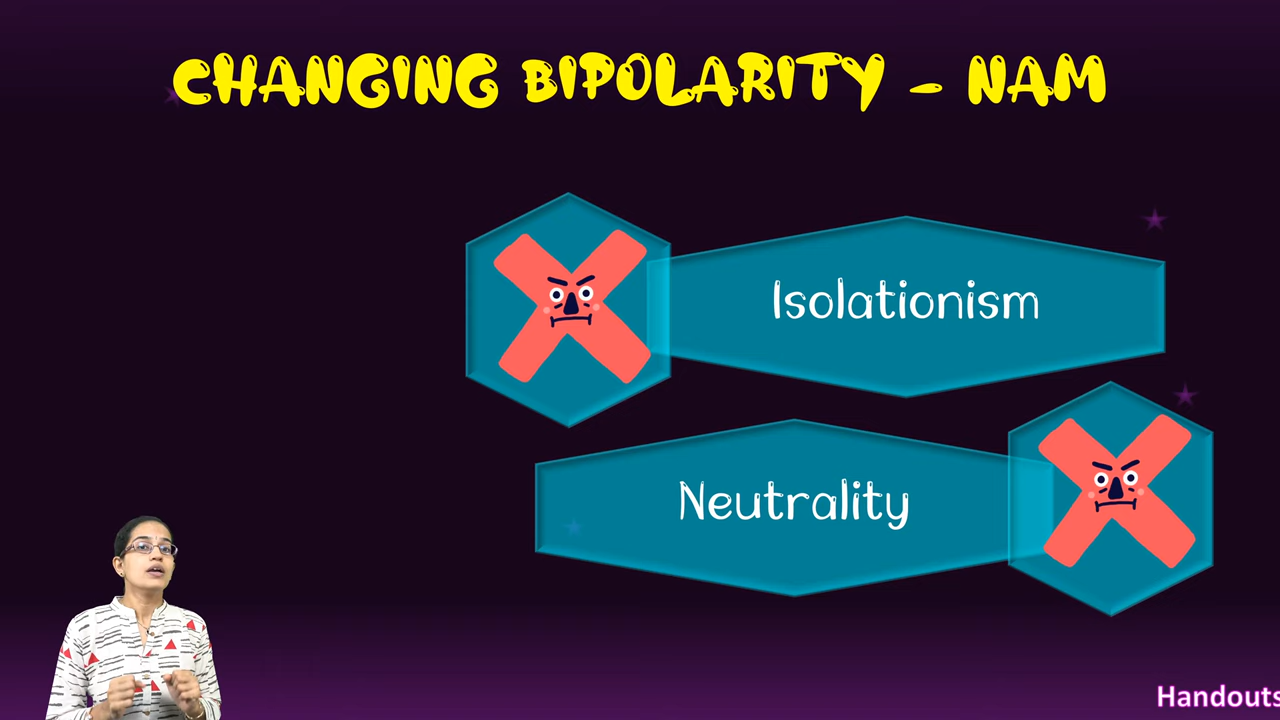 CHANGING BIPOLARITY - NAM
Isolationism
Neutrality
Handouts